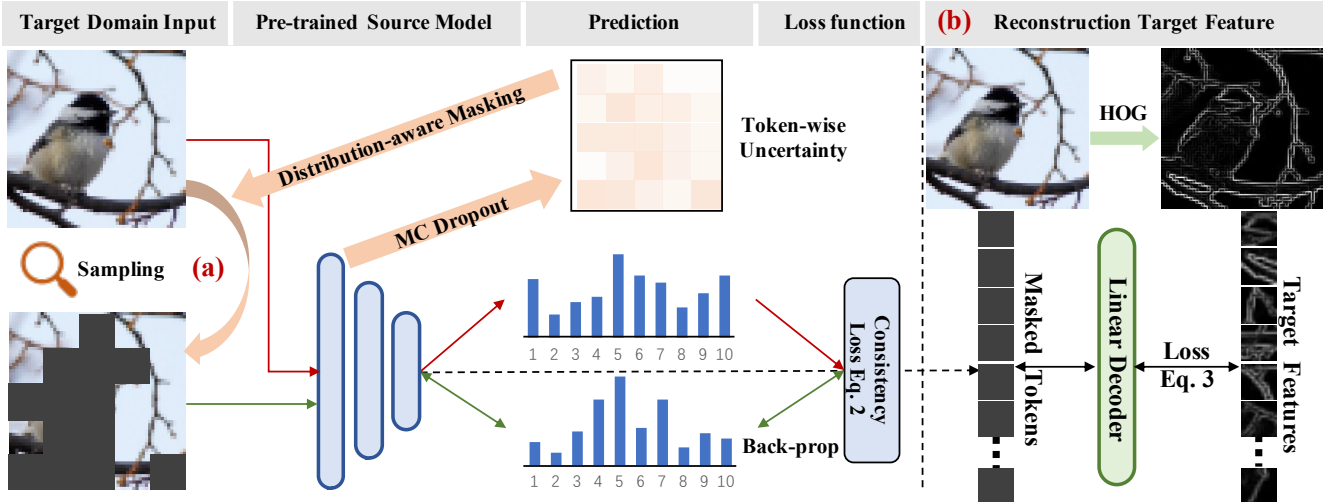 Target Domain Input
Pre-trained Source Model
Prediction
Loss function
(b) Reconstruction Target Feature
Distribution-aware Masking
Token-wise
Uncertainty
HOG
MC Dropout
Sampling
(a)
1 2 3 4 5 6 7 8 9 10
Consistency
Loss Eq. 2
1 2 3 4 5 6 7 8 9 10
Back-prop
Masked Tokens
Linear Decoder
Loss
Eq. 3
Target Features